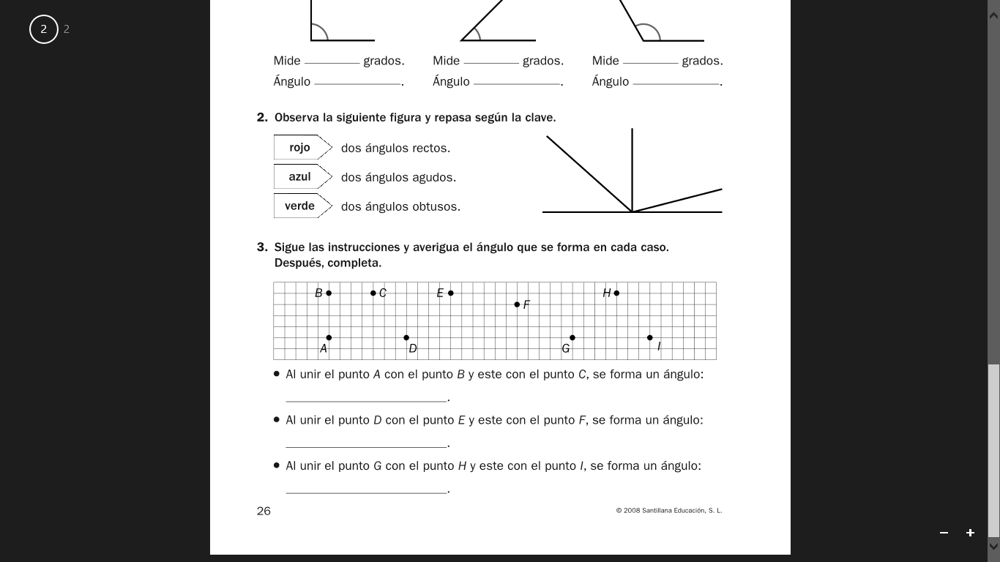 2 2
Mide ________ grados. Mide ________ grados. Mide ________ grados.
Ángulo ____________. Ángulo ____________. Ángulo ____________.
2. Observa la siguiente figura y repasa según la clave.
rojo dos ángulos rectos.
azul dos ángulos agudos.
verde dos ángulos obtusos.
3. Sigue las instrucciones y averigua el ángulo que se forma en cada caso.
Después, completa.
B C E H
F
A D G I
• Al unir el punto A con el punto B y este con el punto C, se forma un ángulo:
______________________.
• Al unir el punto D con el punto E y este con el punto F, se forma un ángulo:
______________________.
• Al unir el punto G con el punto H y este con el punto I, se forma un ángulo:
______________________.
26 © 2008 Santillana Educación, S. L.